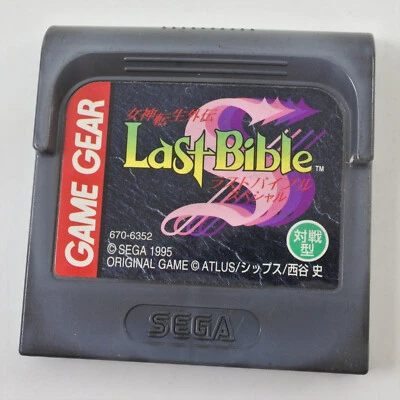 GAME GEAR
女神転生外伝
Last Bible™
S
ラストバイブル
スペシャル
対戦
型
670-6352
© SEGA 1995
ORIGINAL GAME © ATLUS/シップス/西谷 史
SEGA